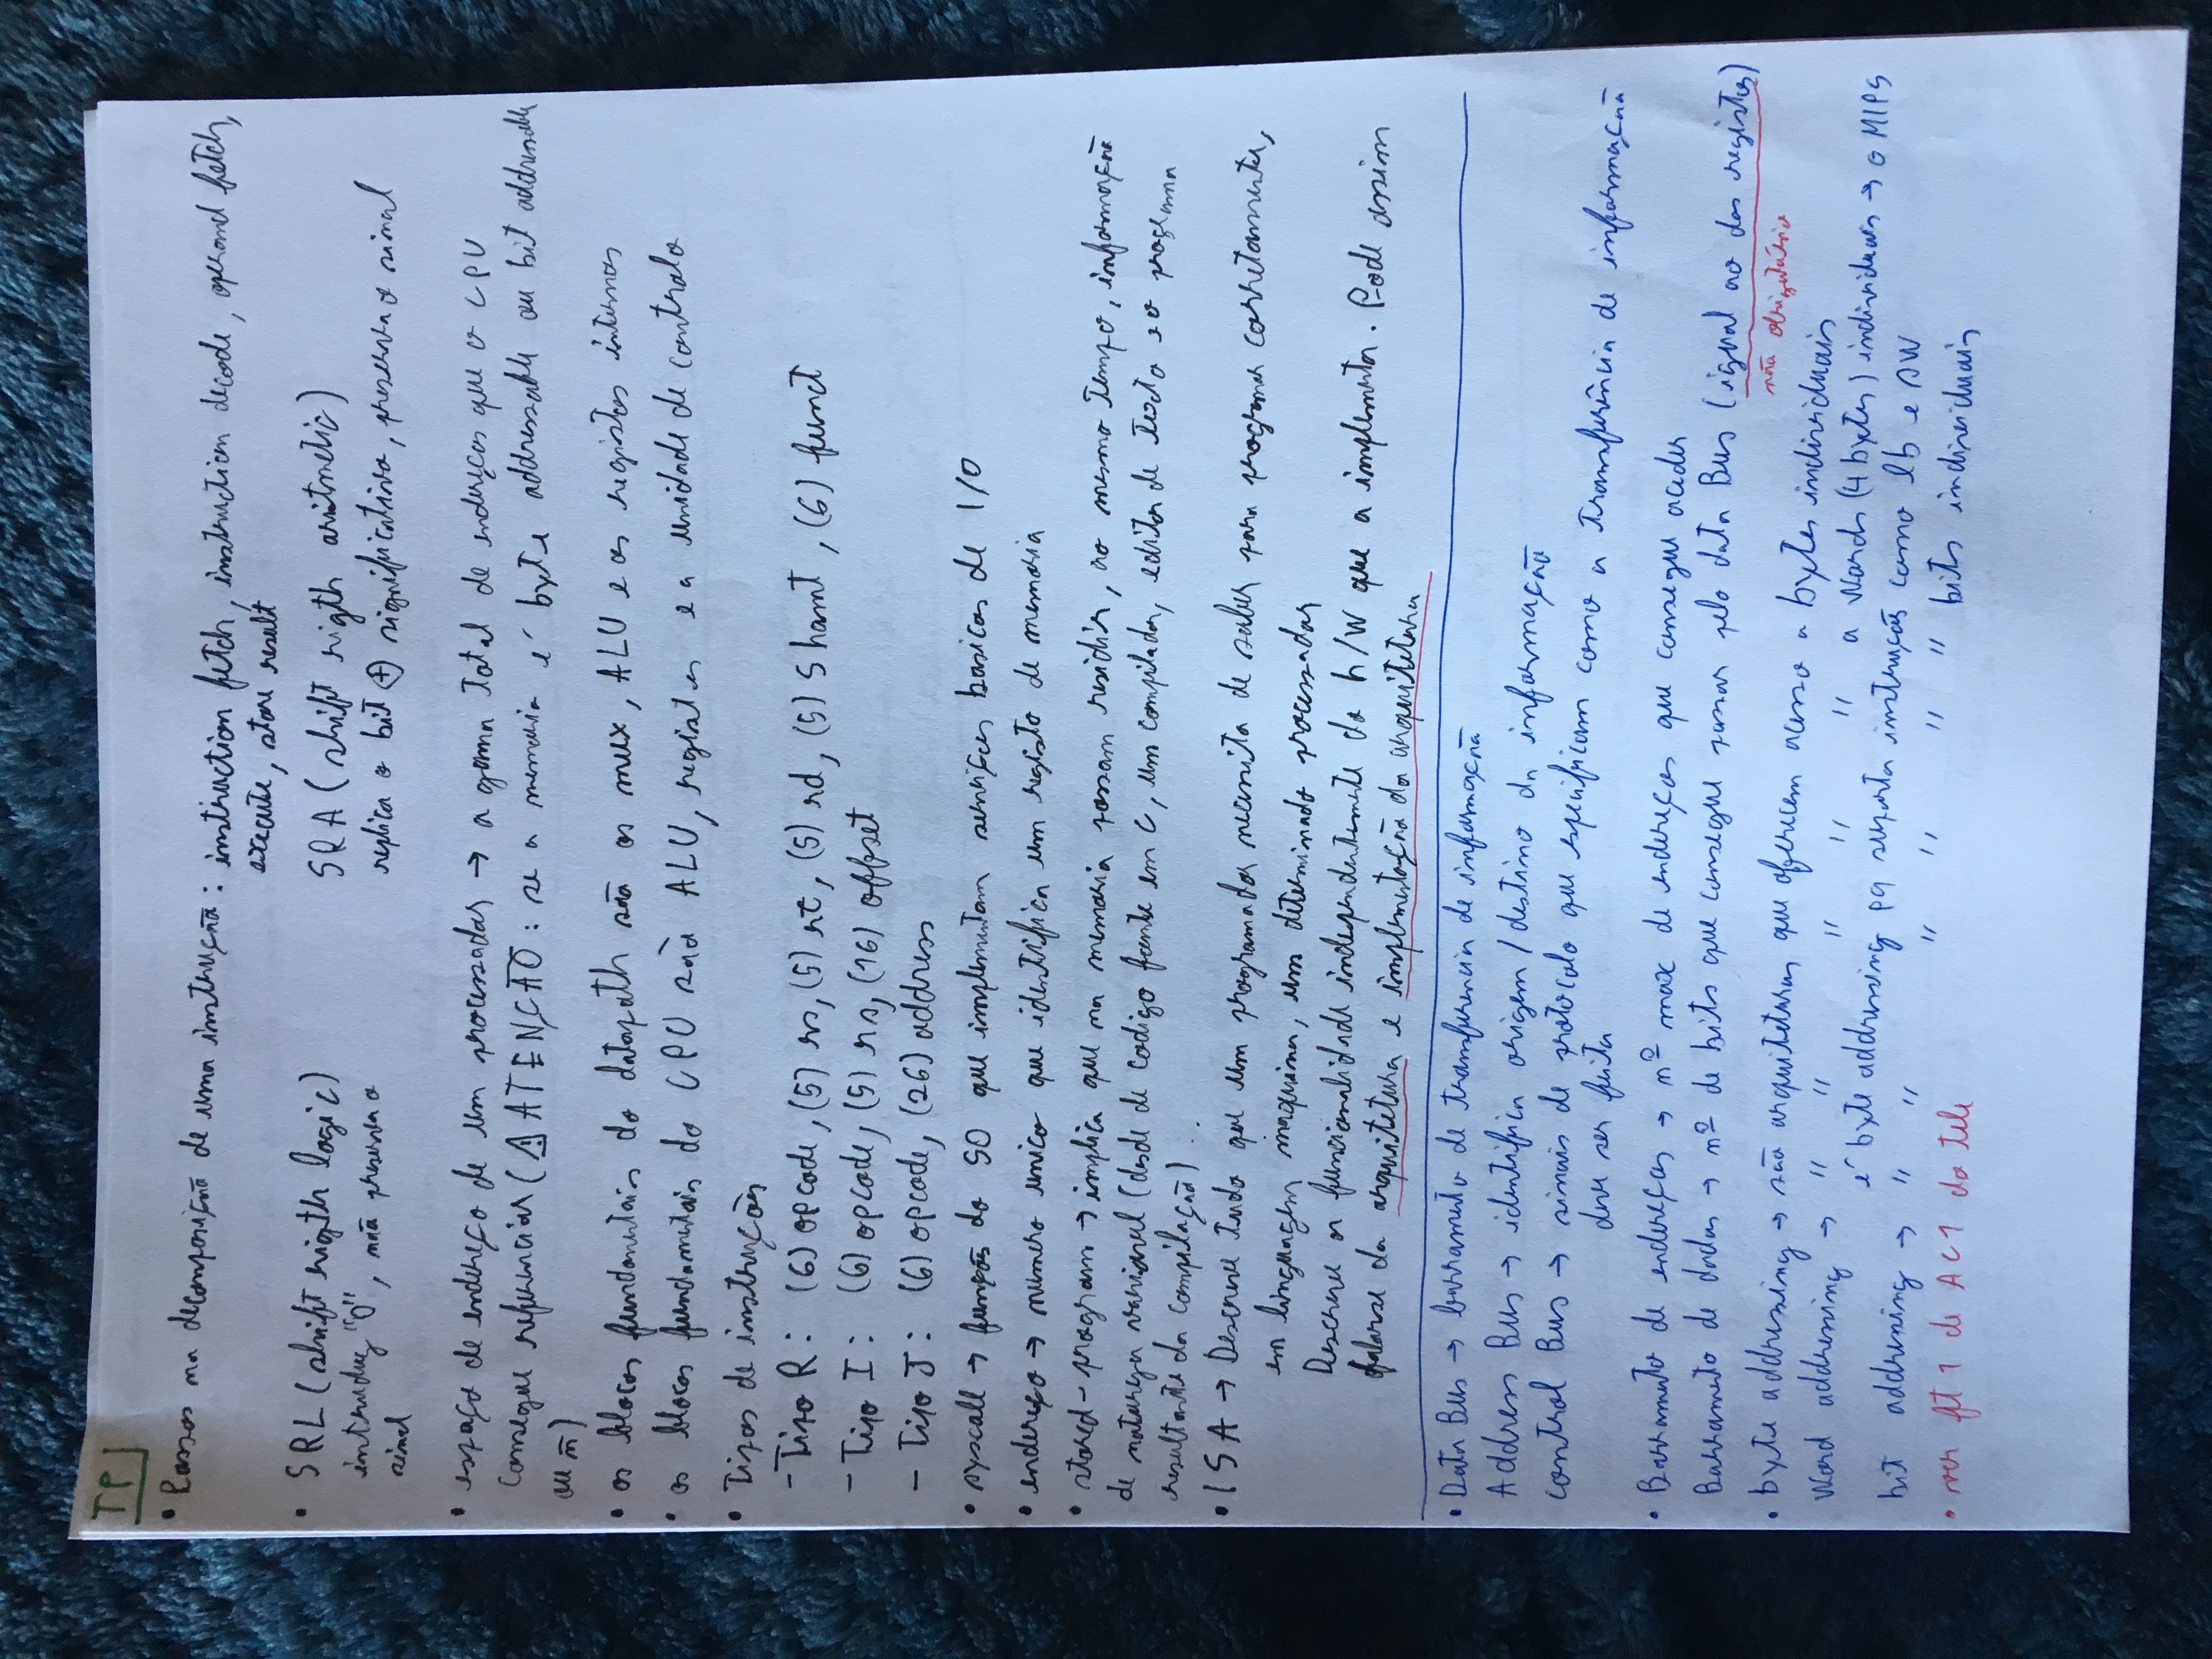 TP
• Passos na decomposição de uma instrução: instruction fetch, instruction decode, operand fetch,
execute, store result
• SRL (shift rigth logic)
introduz "0", não preserva o
sinal
SRA (shift rigth aritmetic)
replica o bit (+) significativo, preserva o sinal
• espaço de endereço de um processador → a gama total de endereços que o CPU
consegue referenciar (⚠ ATENÇÃO: se a memoria é byte addressable ou bit addressable
ou ñ)
• os blocos fundamentais do datapath são os mux, ALU e os registos internos
• os blocos fundamentais do CPU são ALU, registos e a unidade de controlo
• Tipos de instruções
- Tipo R: (6) opcode, (5) rs, (5) rt, (5) rd, (5) Shamt, (6) funct
- Tipo I: (6) opcode, (5) rs, (16) offset
- Tipo J: (6) opcode, (26) address
• syscall → funções do SO que implementam serviços basicos de I/O
• endereço → numero unico que identifica um registo de memoria
• stored-program → implica que na memoria possam residir, ao mesmo tempo, informação
de natureza variavel (desde de codigo fonte em C, um compilador, editor de texto e o programa
resultante da compilação)..
• ISA → Descreve tudo que um programador necessita de saber para programar corretamente,
em linguagem maquina, um determinado processador
Descreve a funcionalidade independentemente do h/w que a implementa. Pode assim
falarse da arquitetura e implementação da arquitetura
• Data Bus → barramento de transferencia de informação
Address Bus → identifica origem/destino da informação
control Bus → sinais de protocolo que especificam como a transferência de informação
deve ser feita
• Barramento de endereços → nº max de endereços que consegue aceder
Barramento de dados → nº de bits que consegue passar pelo data Bus (igual ao dos registos)
não obrigatório
• byte addressing → são arquiteturas que oferecem acesso a bytes individuais
Word addressing → " " " " " a Words (4 bytes) individuais → o MIPS
é byte addressing pq suporta instruções como lb e sw
bit addressing → " " " " " " bits individuais
• ver ft 1 de AC1 do tele